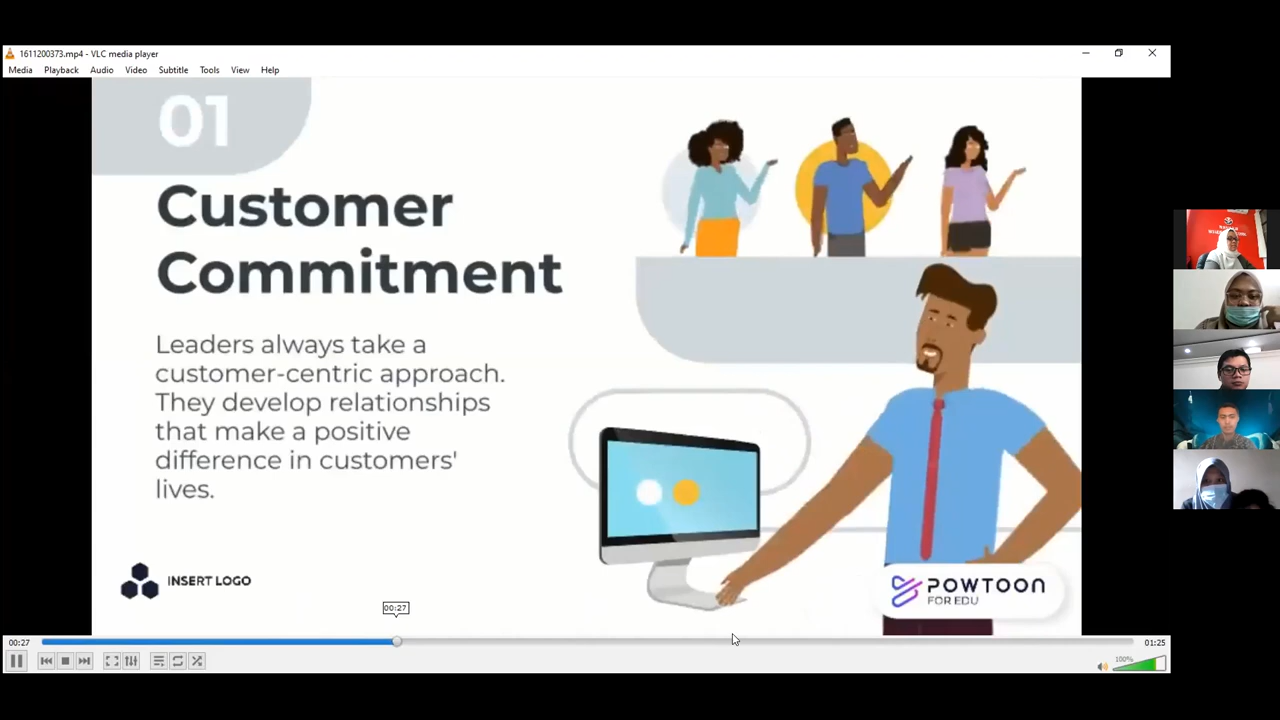 1611200373.mp4 - VLC media player
Media Playback Audio Video Subtitle Tools View Help
01
Customer
Commitment
Leaders always take a
customer-centric approach.
They develop relationships
that make a positive
difference in customers'
lives.
INSERT LOGO
POWTOON
FOR EDU
00:27
00:27
01:25
100%